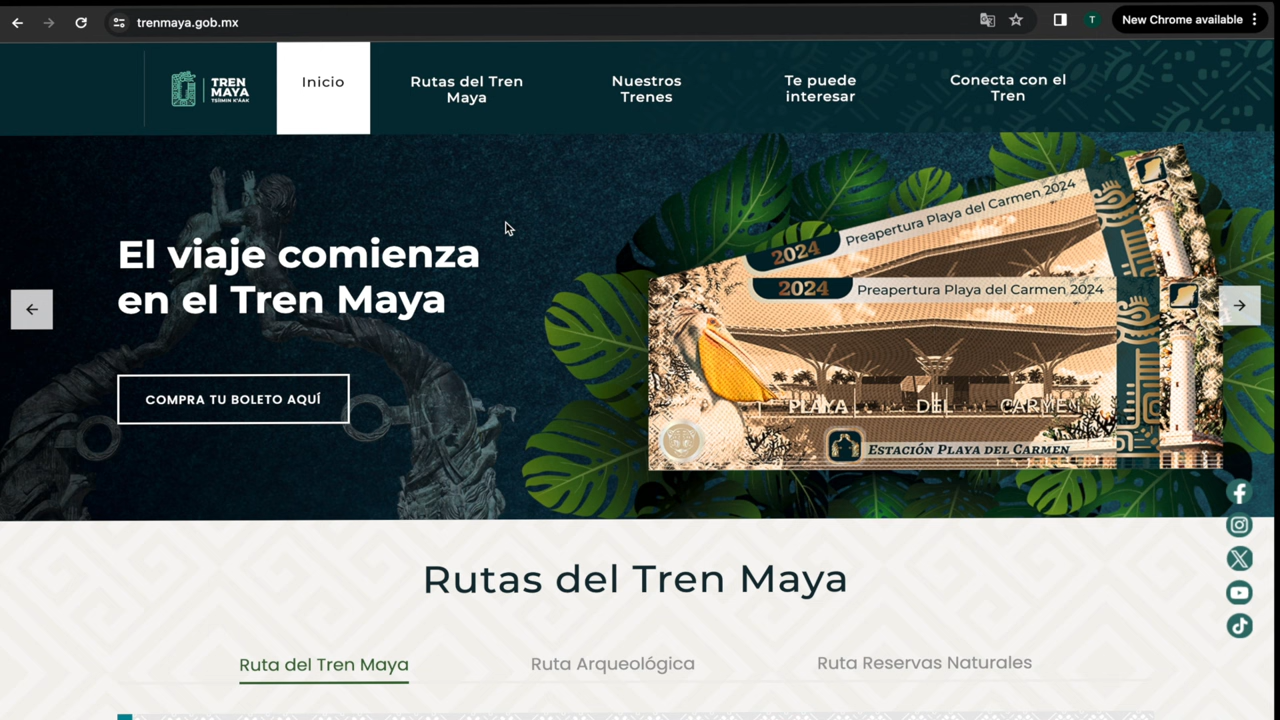 trenmaya.gob.mx
T
New Chrome available
TREN
MAYA
TSÍIMIN K'ÁAK
Inicio
Rutas del Tren
Maya
Nuestros
Trenes
Te puede
interesar
Conecta con el
Tren
El viaje comienza
en el Tren Maya
COMPRA TU BOLETO AQUÍ
2024
Preapertura Playa del Carmen 2024
2024
Preapertura Playa del Carmen 2024
PLAYA DEL CARMEN
ESTACIÓN PLAYA DEL CARMEN
Rutas del Tren Maya
Ruta del Tren Maya
Ruta Arqueológica
Ruta Reservas Naturales